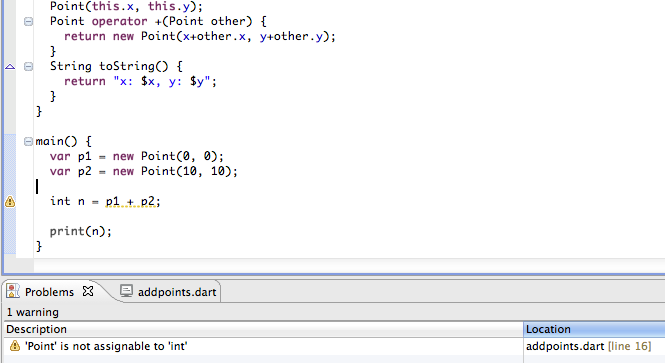 Point(this.x, this.y);
Point operator +(Point other) {
return new Point(x+other.x, y+other.y);
}
String toString() {
return "x: $x, y: $y";
}
}
main() {
var p1 = new Point(0, 0);
var p2 = new Point(10, 10);
int n = p1 + p2;
print(n);
}
Problems addpoints.dart
1 warning
Description Location
'Point' is not assignable to 'int' addpoints.dart [line 16]